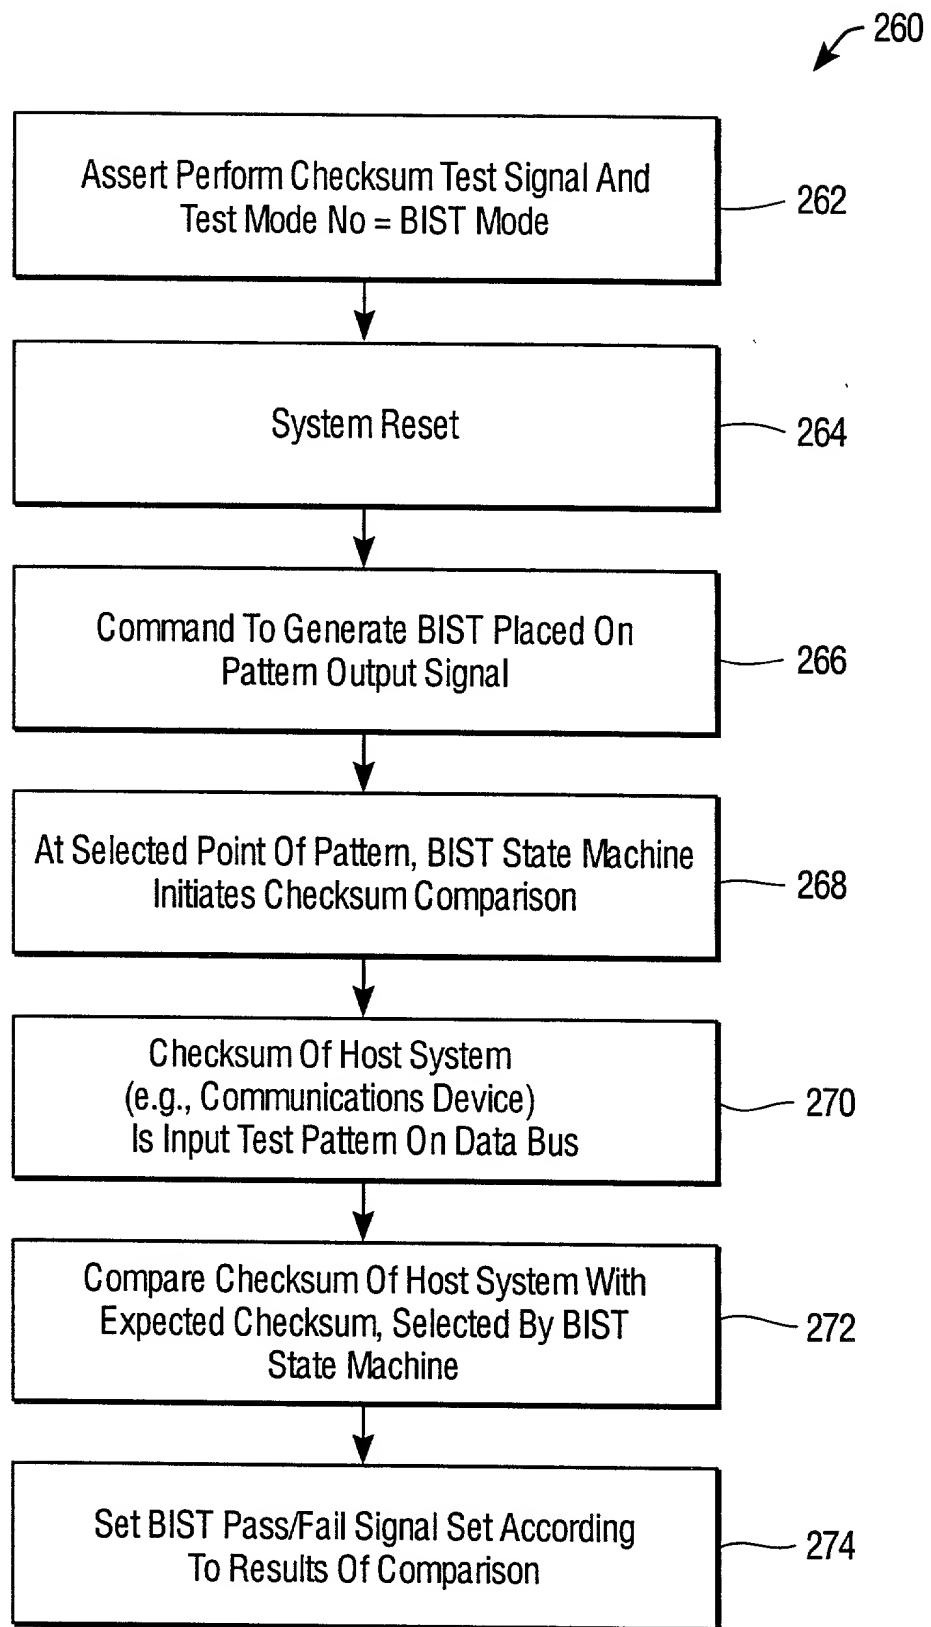 260
Assert Perform Checksum Test Signal And
Test Mode No = BIST Mode
262
System Reset
264
Command To Generate BIST Placed On
Pattern Output Signal
266
At Selected Point Of Pattern, BIST State Machine
Initiates Checksum Comparison
268
Checksum Of Host System
(e.g., Communications Device)
Is Input Test Pattern On Data Bus
270
Compare Checksum Of Host System With
Expected Checksum, Selected By BIST
State Machine
272
Set BIST Pass/Fail Signal Set According
To Results Of Comparison
274